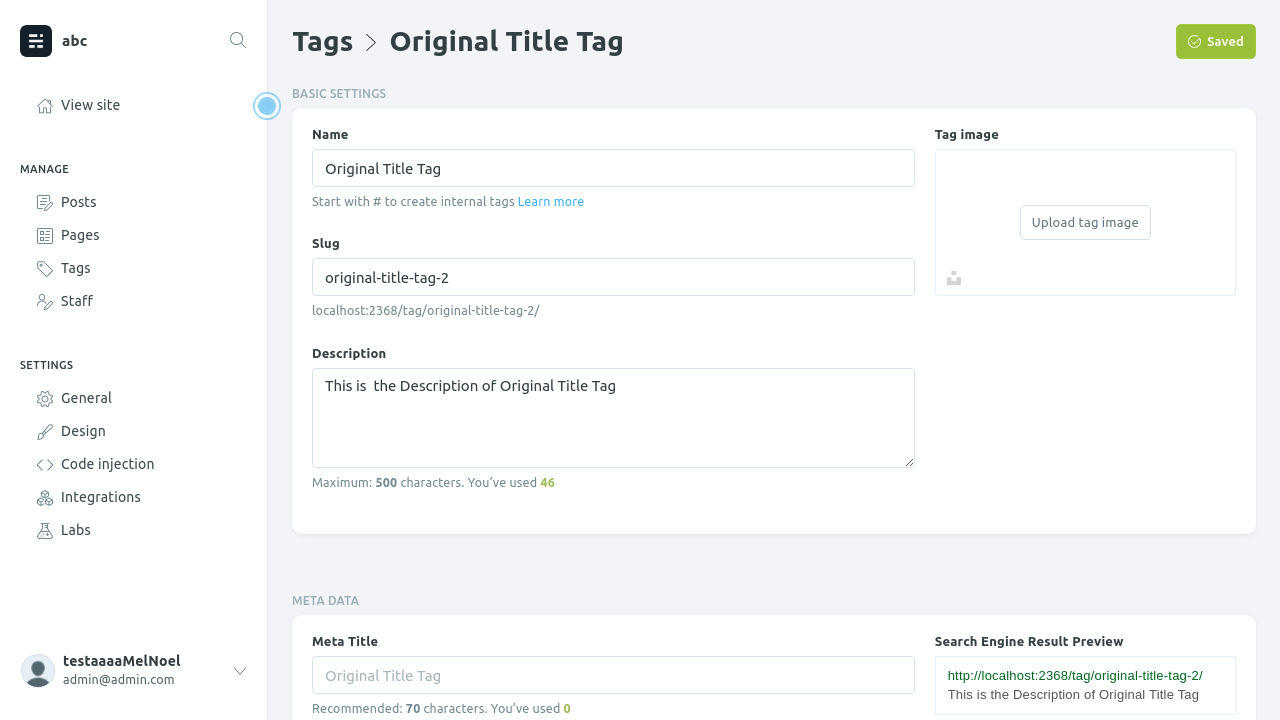 abc
View site
MANAGE
Posts
Pages
Tags
Staff
SETTINGS
General
Design
Code injection
Integrations
Labs
testaaaaMelNoel
admin@admin.com
Tags > Original Title Tag
Saved
BASIC SETTINGS
Name
Original Title Tag
Start with # to create internal tags Learn more
Slug
original-title-tag-2
localhost:2368/tag/original-title-tag-2/
Description
This is  the Description of Original Title Tag
Maximum: 500 characters. You've used 46
Tag image
Upload tag image
META DATA
Meta Title
Original Title Tag
Recommended: 70 characters. You've used 0
Search Engine Result Preview
http://localhost:2368/tag/original-title-tag-2/
This is the Description of Original Title Tag